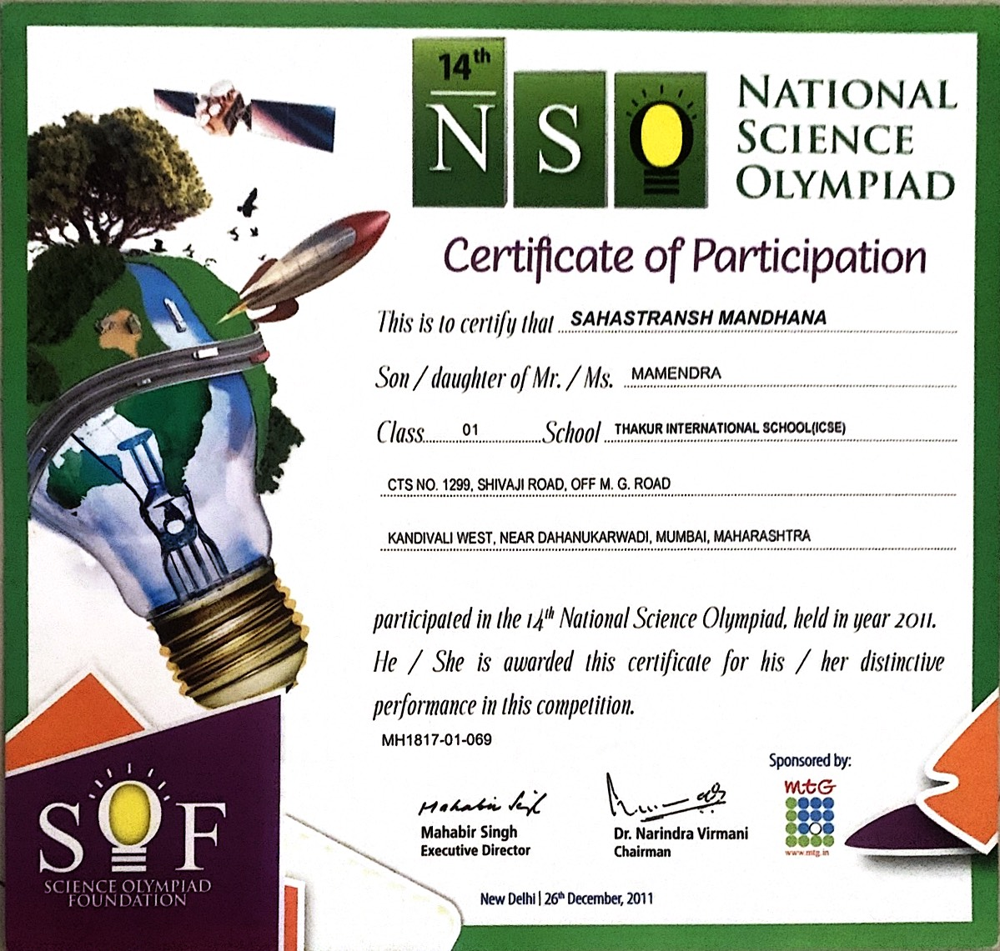 14th
N S O
NATIONAL
SCIENCE
OLYMPIAD
Certificate of Participation
This is to certify that SAHASTRANSH MANDHANA
Son / daughter of Mr. / Ms. MAMENDRA
Class 01 School THAKUR INTERNATIONAL SCHOOL(ICSE)
CTS NO. 1299, SHIVAJI ROAD, OFF M. G. ROAD
KANDIVALI WEST, NEAR DAHANUKARWADI, MUMBAI, MAHARASHTRA
participated in the 14th National Science Olympiad, held in year 2011.
He / She is awarded this certificate for his / her distinctive
performance in this competition.
MH1817-01-069
Sponsored by:
mtG
www.mtg.in
Mahabir Singh
Mahabir Singh
Executive Director
Dr. Narindra Virmani
Chairman
New Delhi | 26th December, 2011
SOF
SCIENCE OLYMPIAD
FOUNDATION